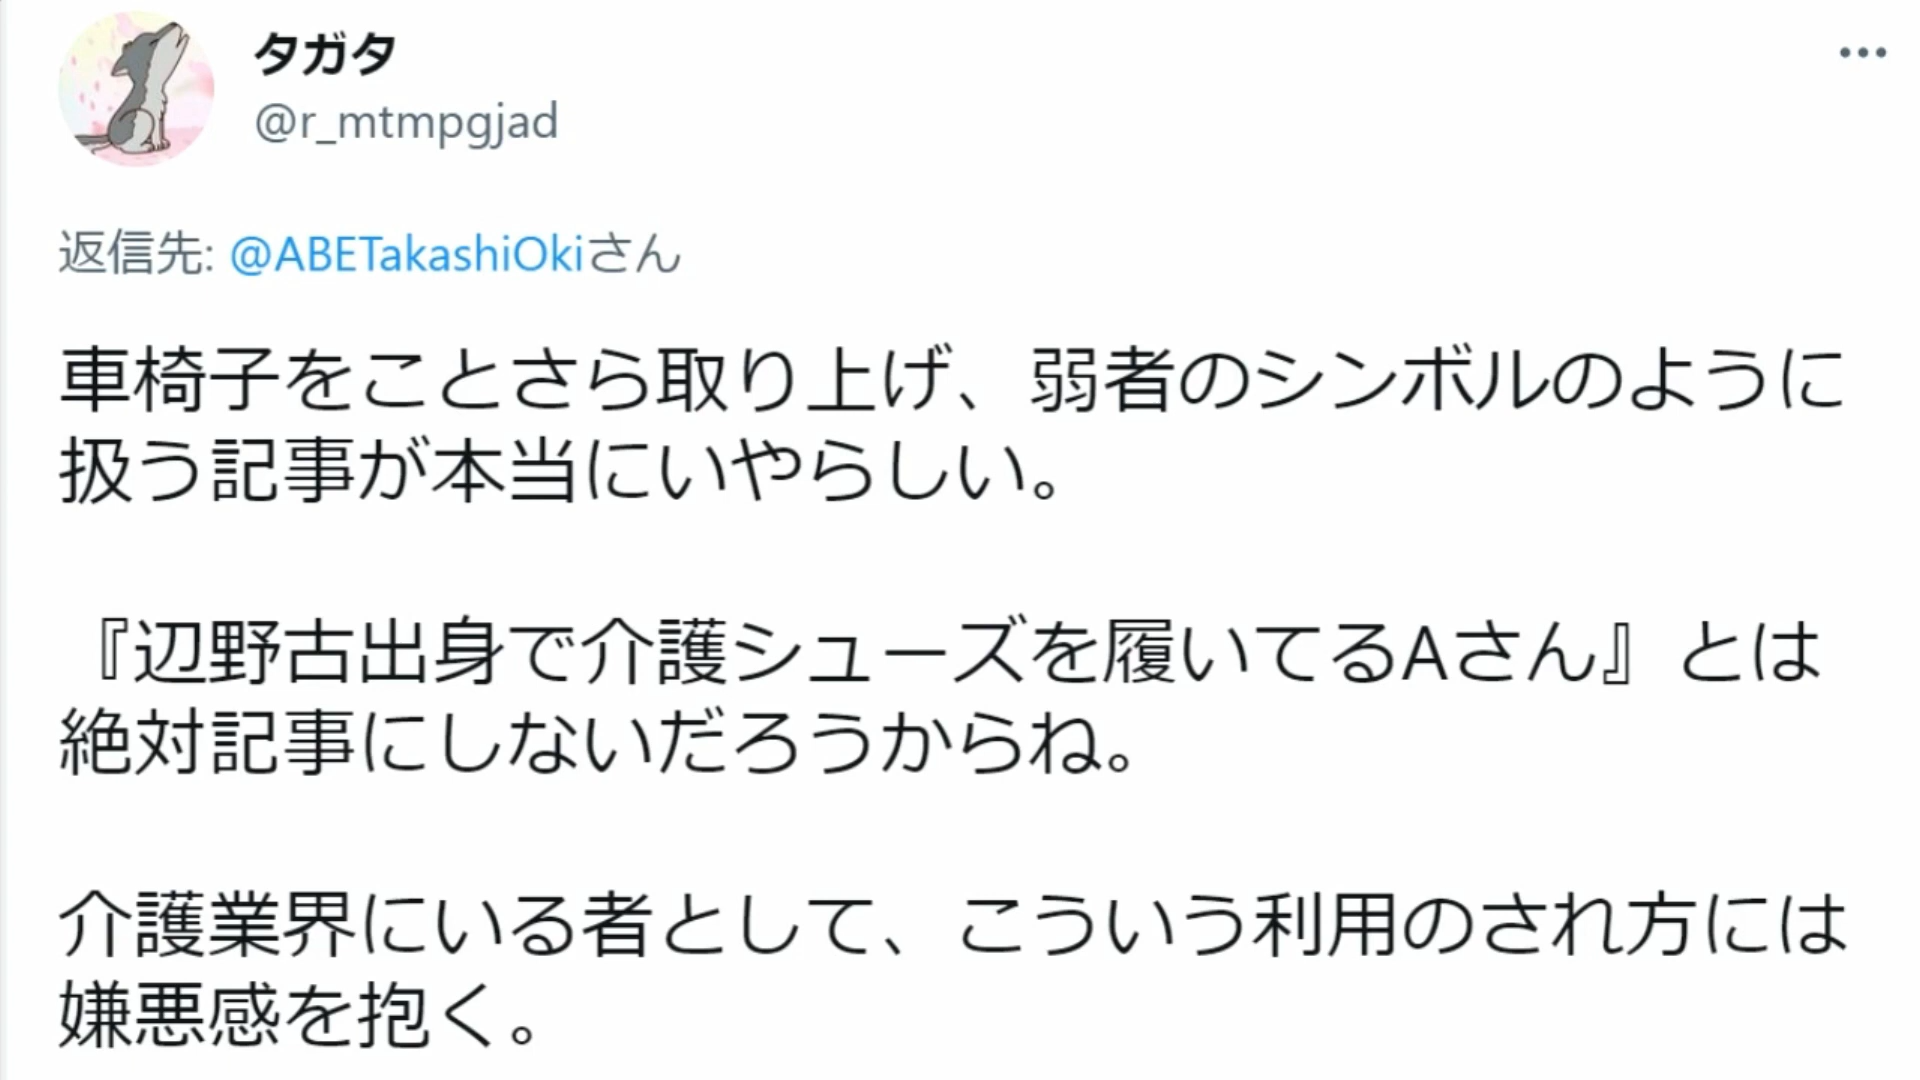 タガタ
@r_mtmpgjad
返信先: @ABETakashiOkiさん
車椅子をことさら取り上げ、弱者のシンボルのように
扱う記事が本当にいやらしい。
『辺野古出身で介護シューズを履いてるAさん』とは
絶対記事にしないだろうからね。
介護業界にいる者として、こういう利用のされ方には
嫌悪感を抱く。